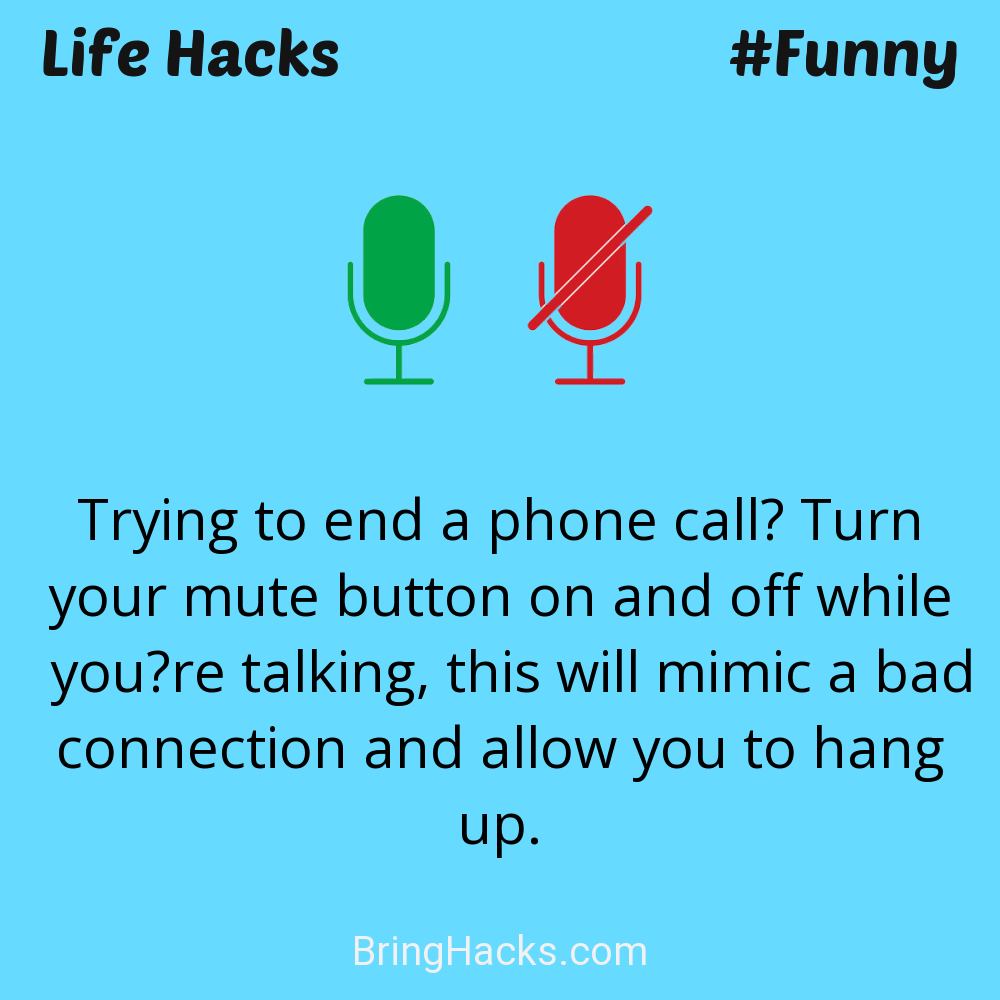 Life Hacks #Funny
Trying to end a phone call? Turn
your mute button on and off while
you?re talking, this will mimic a bad
connection and allow you to hang
up.
BringHacks.com